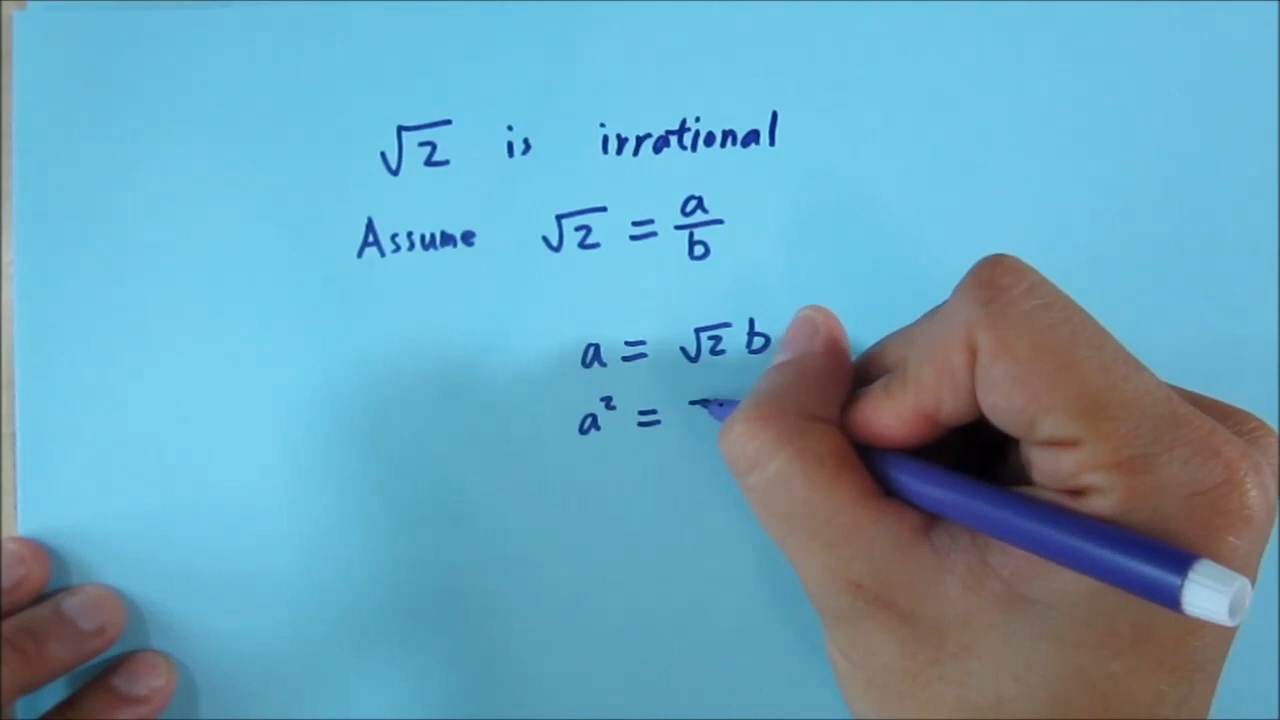 √2 is irrational
Assume √2 = a/b
a = √2 b
a² =